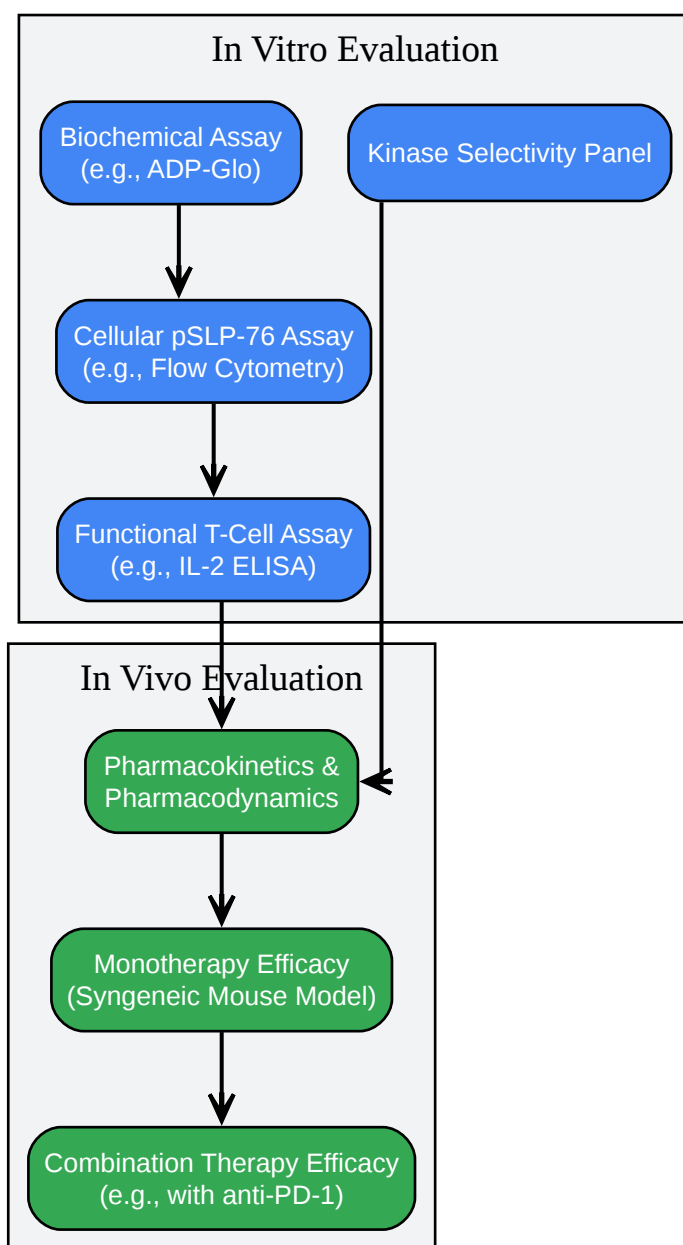 In Vitro Evaluation
Biochemical Assay
(e.g., ADP-Glo)
Kinase Selectivity Panel
Cellular pSLP-76 Assay
(e.g., Flow Cytometry)
Functional T-Cell Assay
(e.g., IL-2 ELISA)
In Vivo Evaluation
Pharmacokinetics &
Pharmacodynamics
Monotherapy Efficacy
(Syngeneic Mouse Model)
Combination Therapy Efficacy
(e.g., with anti-PD-1)